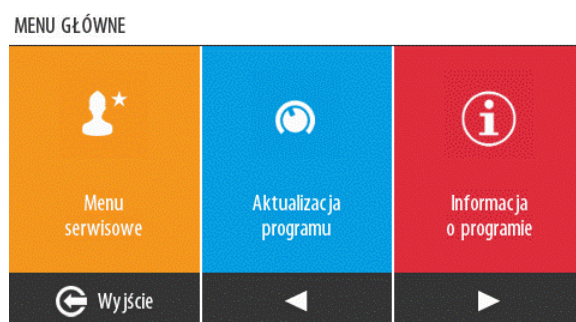 MENU GŁÓWNE
Menu
serwisowe
Aktualizacja
programu
Informacja
o programie
Wyjście